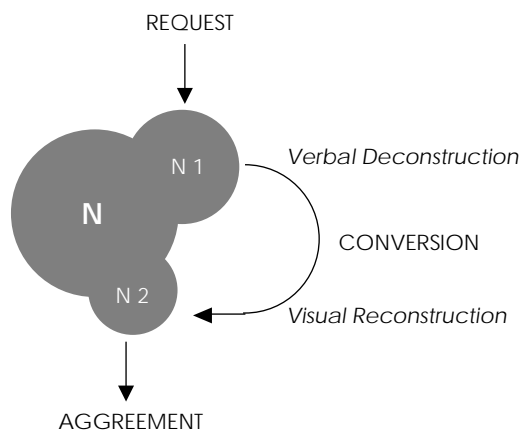 REQUEST
N 1
Verbal Deconstruction
N
CONVERSION
N 2
Visual Reconstruction
AGGREEMENT